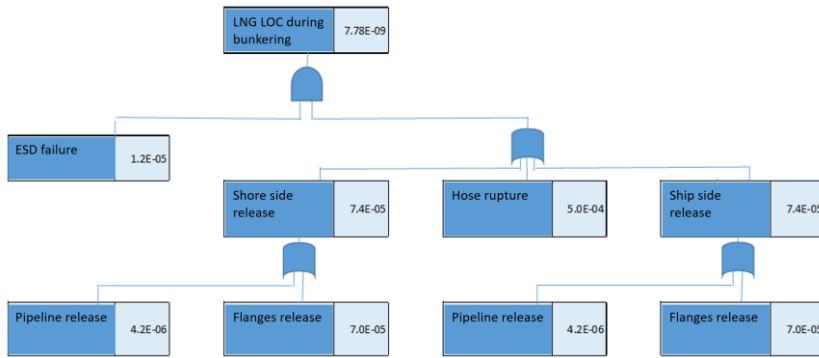 LNG LOC during
bunkering
7.78E-09
ESD failure
1.2E-05
Shore side
release
7.4E-05
Hose rupture
5.0E-04
Ship side
release
7.4E-05
Pipeline release
4.2E-06
Flanges release
7.0E-05
Pipeline release
4.2E-06
Flanges release
7.0E-05